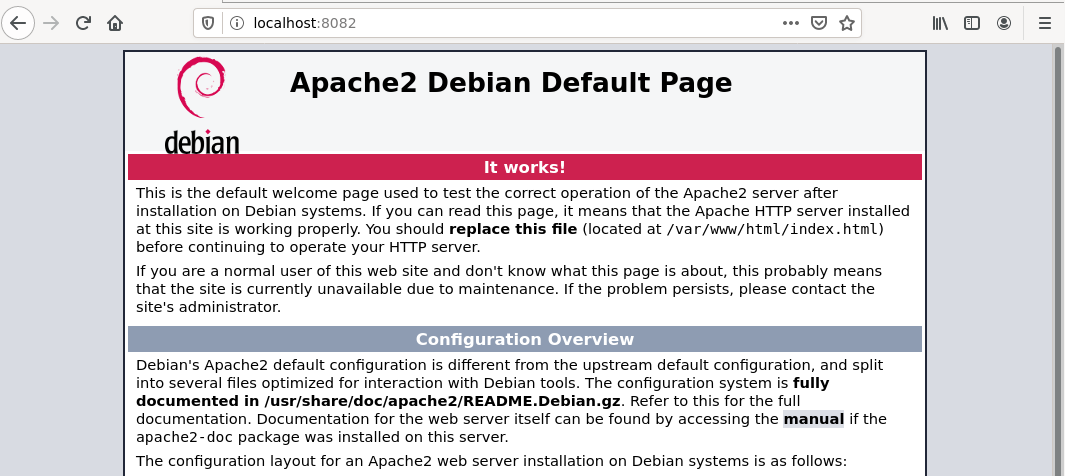 localhost:8082
debian
Apache2 Debian Default Page
It works!
This is the default welcome page used to test the correct operation of the Apache2 server after
installation on Debian systems. If you can read this page, it means that the Apache HTTP server installed
at this site is working properly. You should replace this file (located at /var/www/html/index.html)
before continuing to operate your HTTP server.
If you are a normal user of this web site and don't know what this page is about, this probably means
that the site is currently unavailable due to maintenance. If the problem persists, please contact the
site's administrator.
Configuration Overview
Debian's Apache2 default configuration is different from the upstream default configuration, and split
into several files optimized for interaction with Debian tools. The configuration system is fully
documented in /usr/share/doc/apache2/README.Debian.gz. Refer to this for the full
documentation. Documentation for the web server itself can be found by accessing the manual if the
apache2-doc package was installed on this server.
The configuration layout for an Apache2 web server installation on Debian systems is as follows: